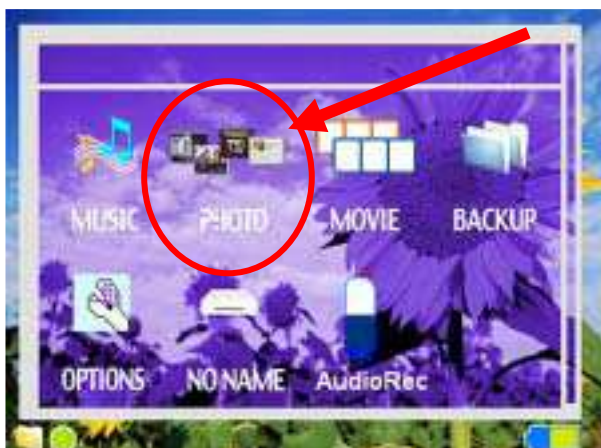 MUSIC PHOTO MOVIE BACKUP
OPTIONS NO NAME AudioRec